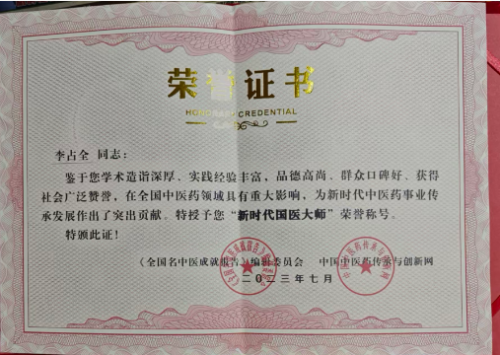 荣誉证书
HONORARY CREDENTIAL
李占全 同志：
鉴于您学术造诣深厚、实践经验丰富，品德高尚、群众口碑好、获得
社会广泛赞誉，在全国中医药领域具有重大影响，为新时代中医药事业传
承发展作出了突出贡献。特授予您“新时代国医大师”荣誉称号。
特颁此证！
《全国名中医成就报告》编辑委员会 中国中医药传承与创新网
二〇二三年七月